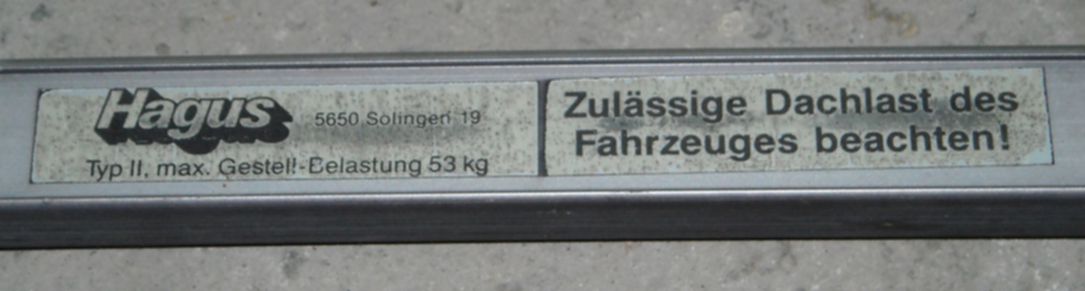 Hagus 5650 Solingen 19
Typ II, max. Gestell-Belastung 53 kg
Zulässige Dachlast des
Fahrzeuges beachten!